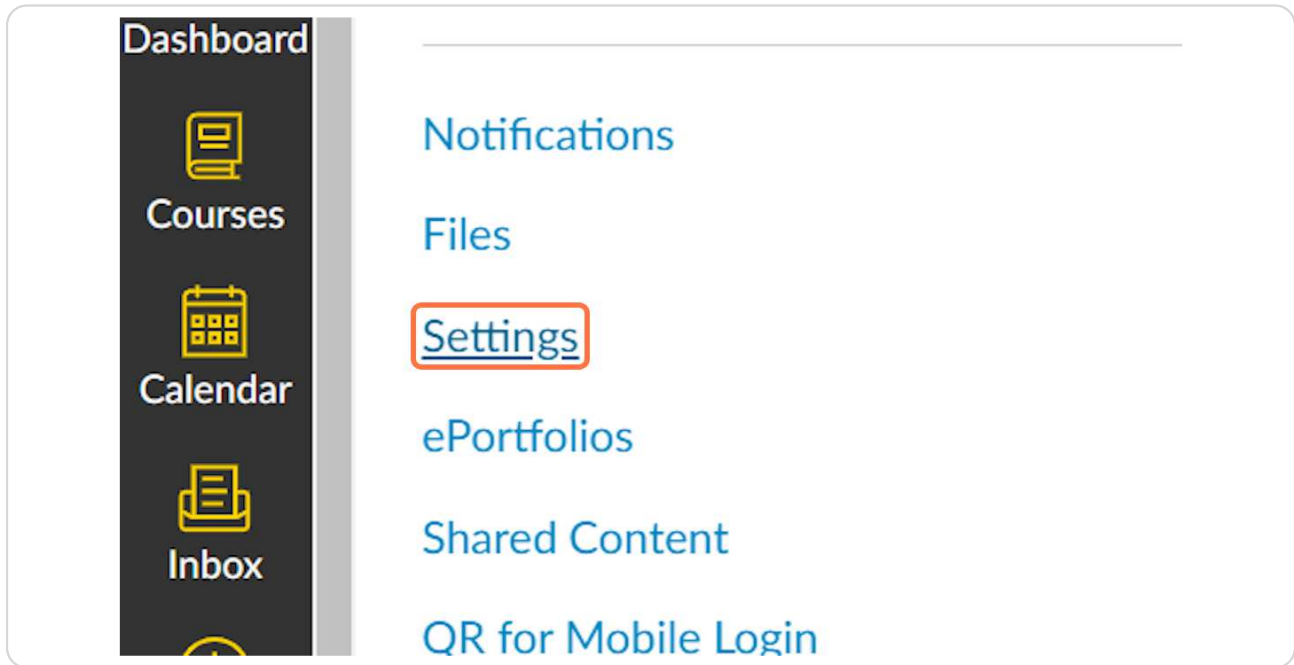 Dashboard
Courses
Calendar
Inbox
Notifications
Files
Settings
ePortfolios
Shared Content
QR for Mobile Login